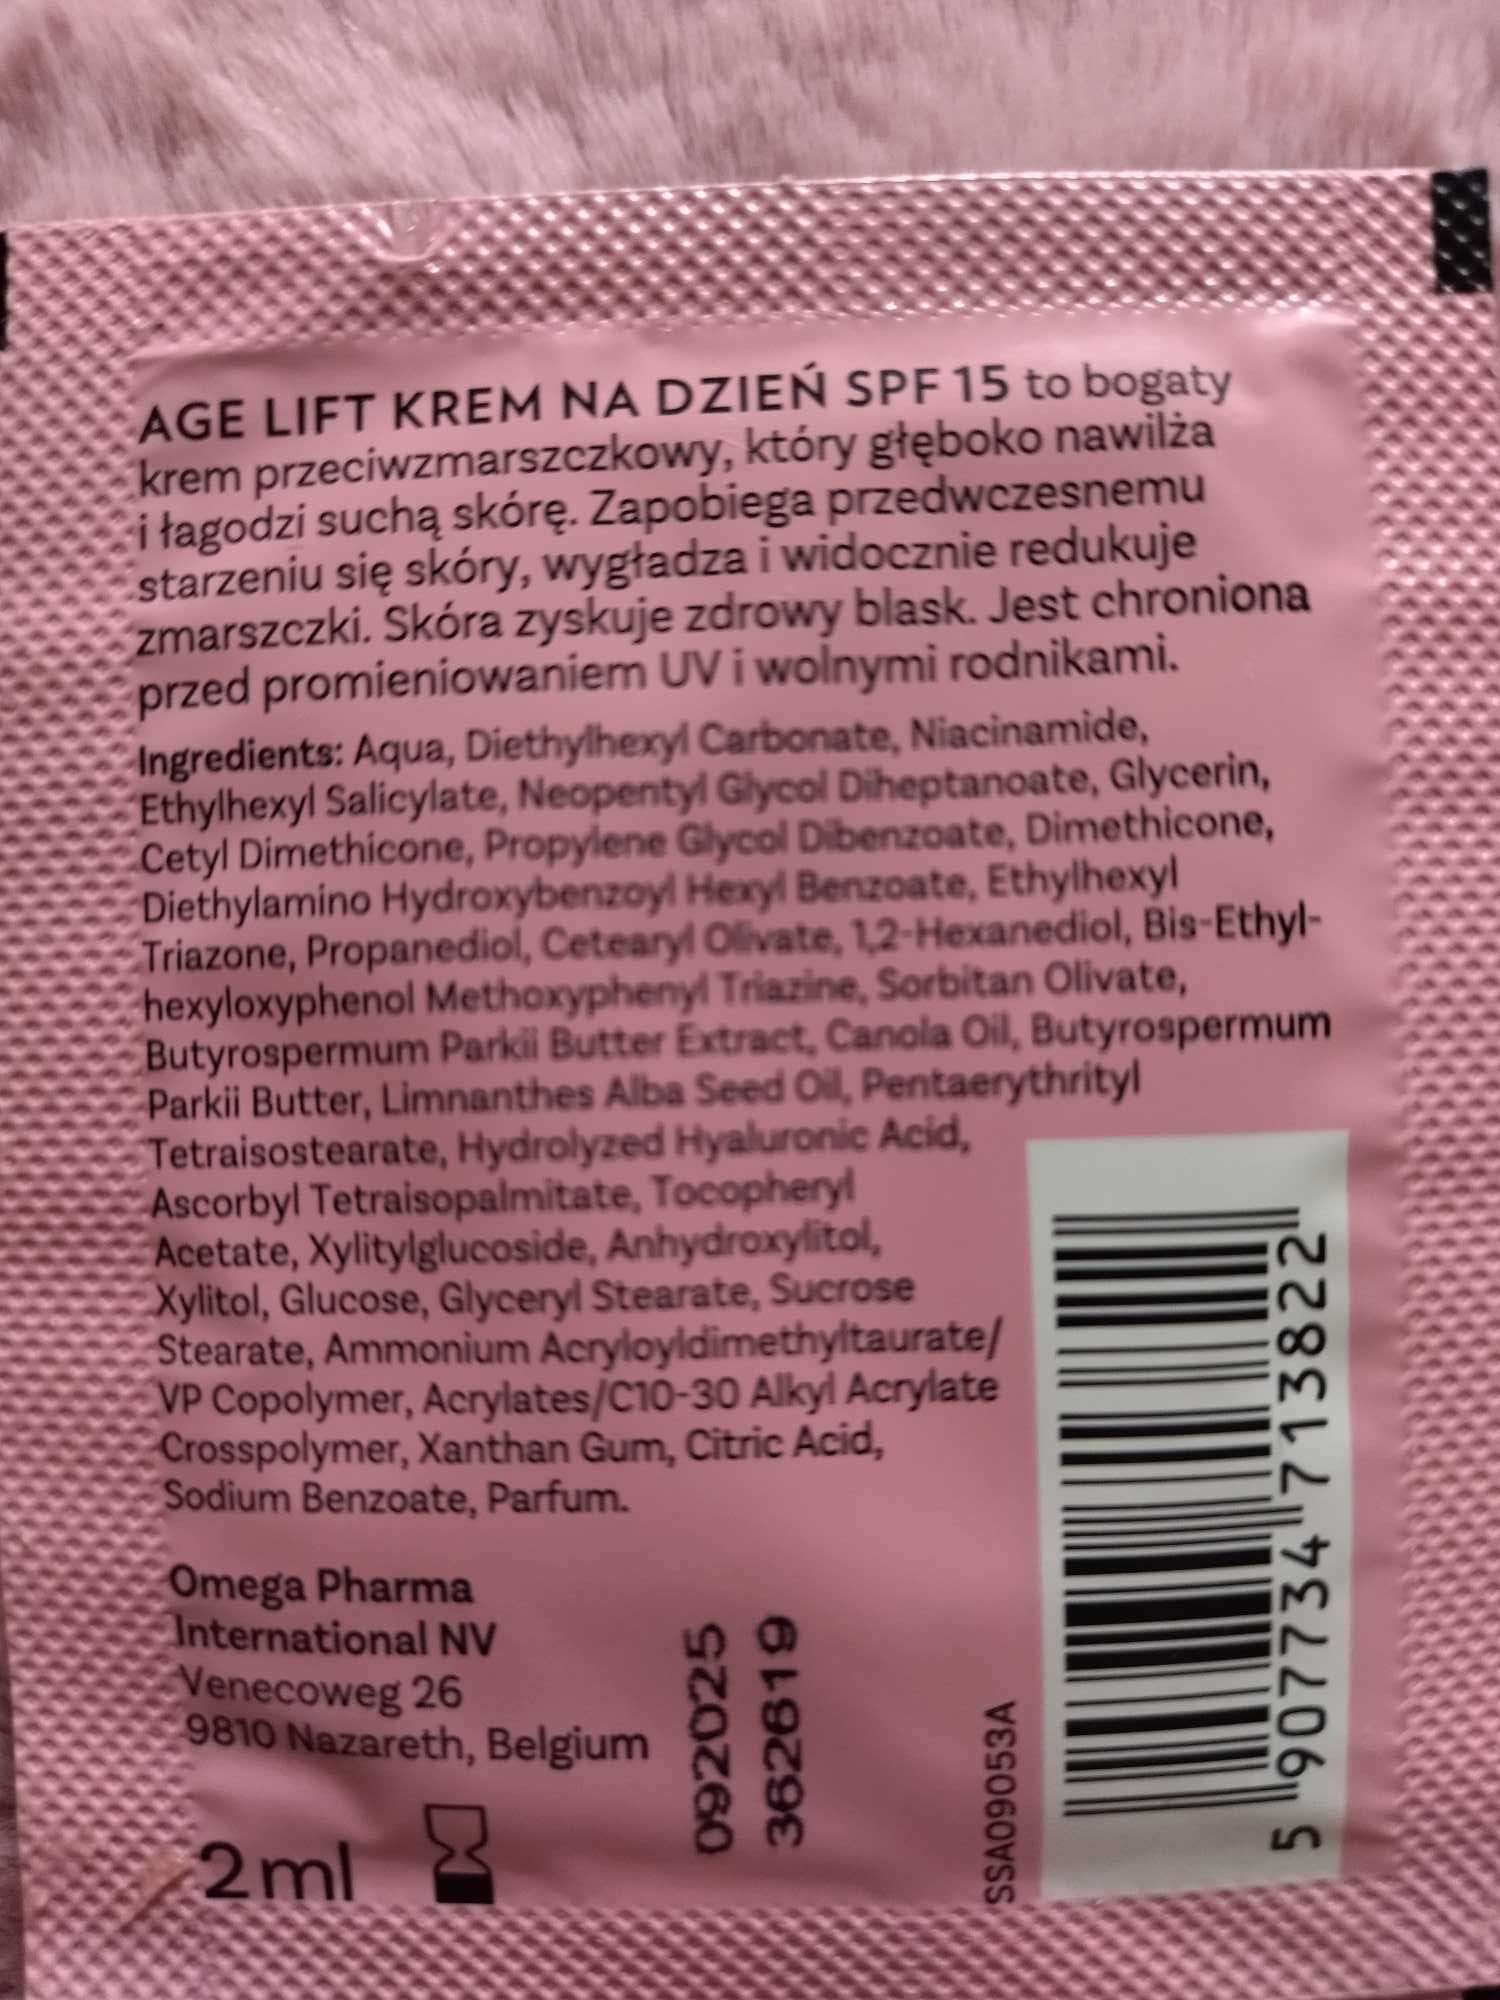 AGE LIFT KREM NA DZIEŃ SPF 15 to bogaty
krem przeciwzmarszczkowy, który głęboko nawilża
i łagodzi suchą skórę. Zapobiega przedwczesnemu
starzeniu się skóry, wygładza i widocznie redukuje
zmarszczki. Skóra zyskuje zdrowy blask. Jest chroniona
przed promieniowaniem UV i wolnymi rodnikami.
Ingredients: Aqua, Diethylhexyl Carbonate, Niacinamide,
Ethylhexyl Salicylate, Neopentyl Glycol Diheptanoate, Glycerin,
Cetyl Dimethicone, Propylene Glycol Dibenzoate, Dimethicone,
Diethylamino Hydroxybenzoyl Hexyl Benzoate, Ethylhexyl
Triazone, Propanediol, Cetearyl Olivate, 1,2-Hexanediol, Bis-Ethyl-
hexyloxyphenol Methoxyphenyl Triazine, Sorbitan Olivate,
Butyrospermum Parkii Butter Extract, Canola Oil, Butyrospermum
Parkii Butter, Limnanthes Alba Seed Oil, Pentaerythrityl
Tetraisostearate, Hydrolyzed Hyaluronic Acid,
Ascorbyl Tetraisopalmitate, Tocopheryl
Acetate, Xylitylglucoside, Anhydroxylitol,
Xylitol, Glucose, Glyceryl Stearate, Sucrose
Stearate, Ammonium Acryloyldimethyltaurate/
VP Copolymer, Acrylates/C10-30 Alkyl Acrylate
Crosspolymer, Xanthan Gum, Citric Acid,
Sodium Benzoate, Parfum.
Omega Pharma
International NV
Venecoweg 26
9810 Nazareth, Belgium
2 ml
092025
362819
SSA09053A
5 907734 713822